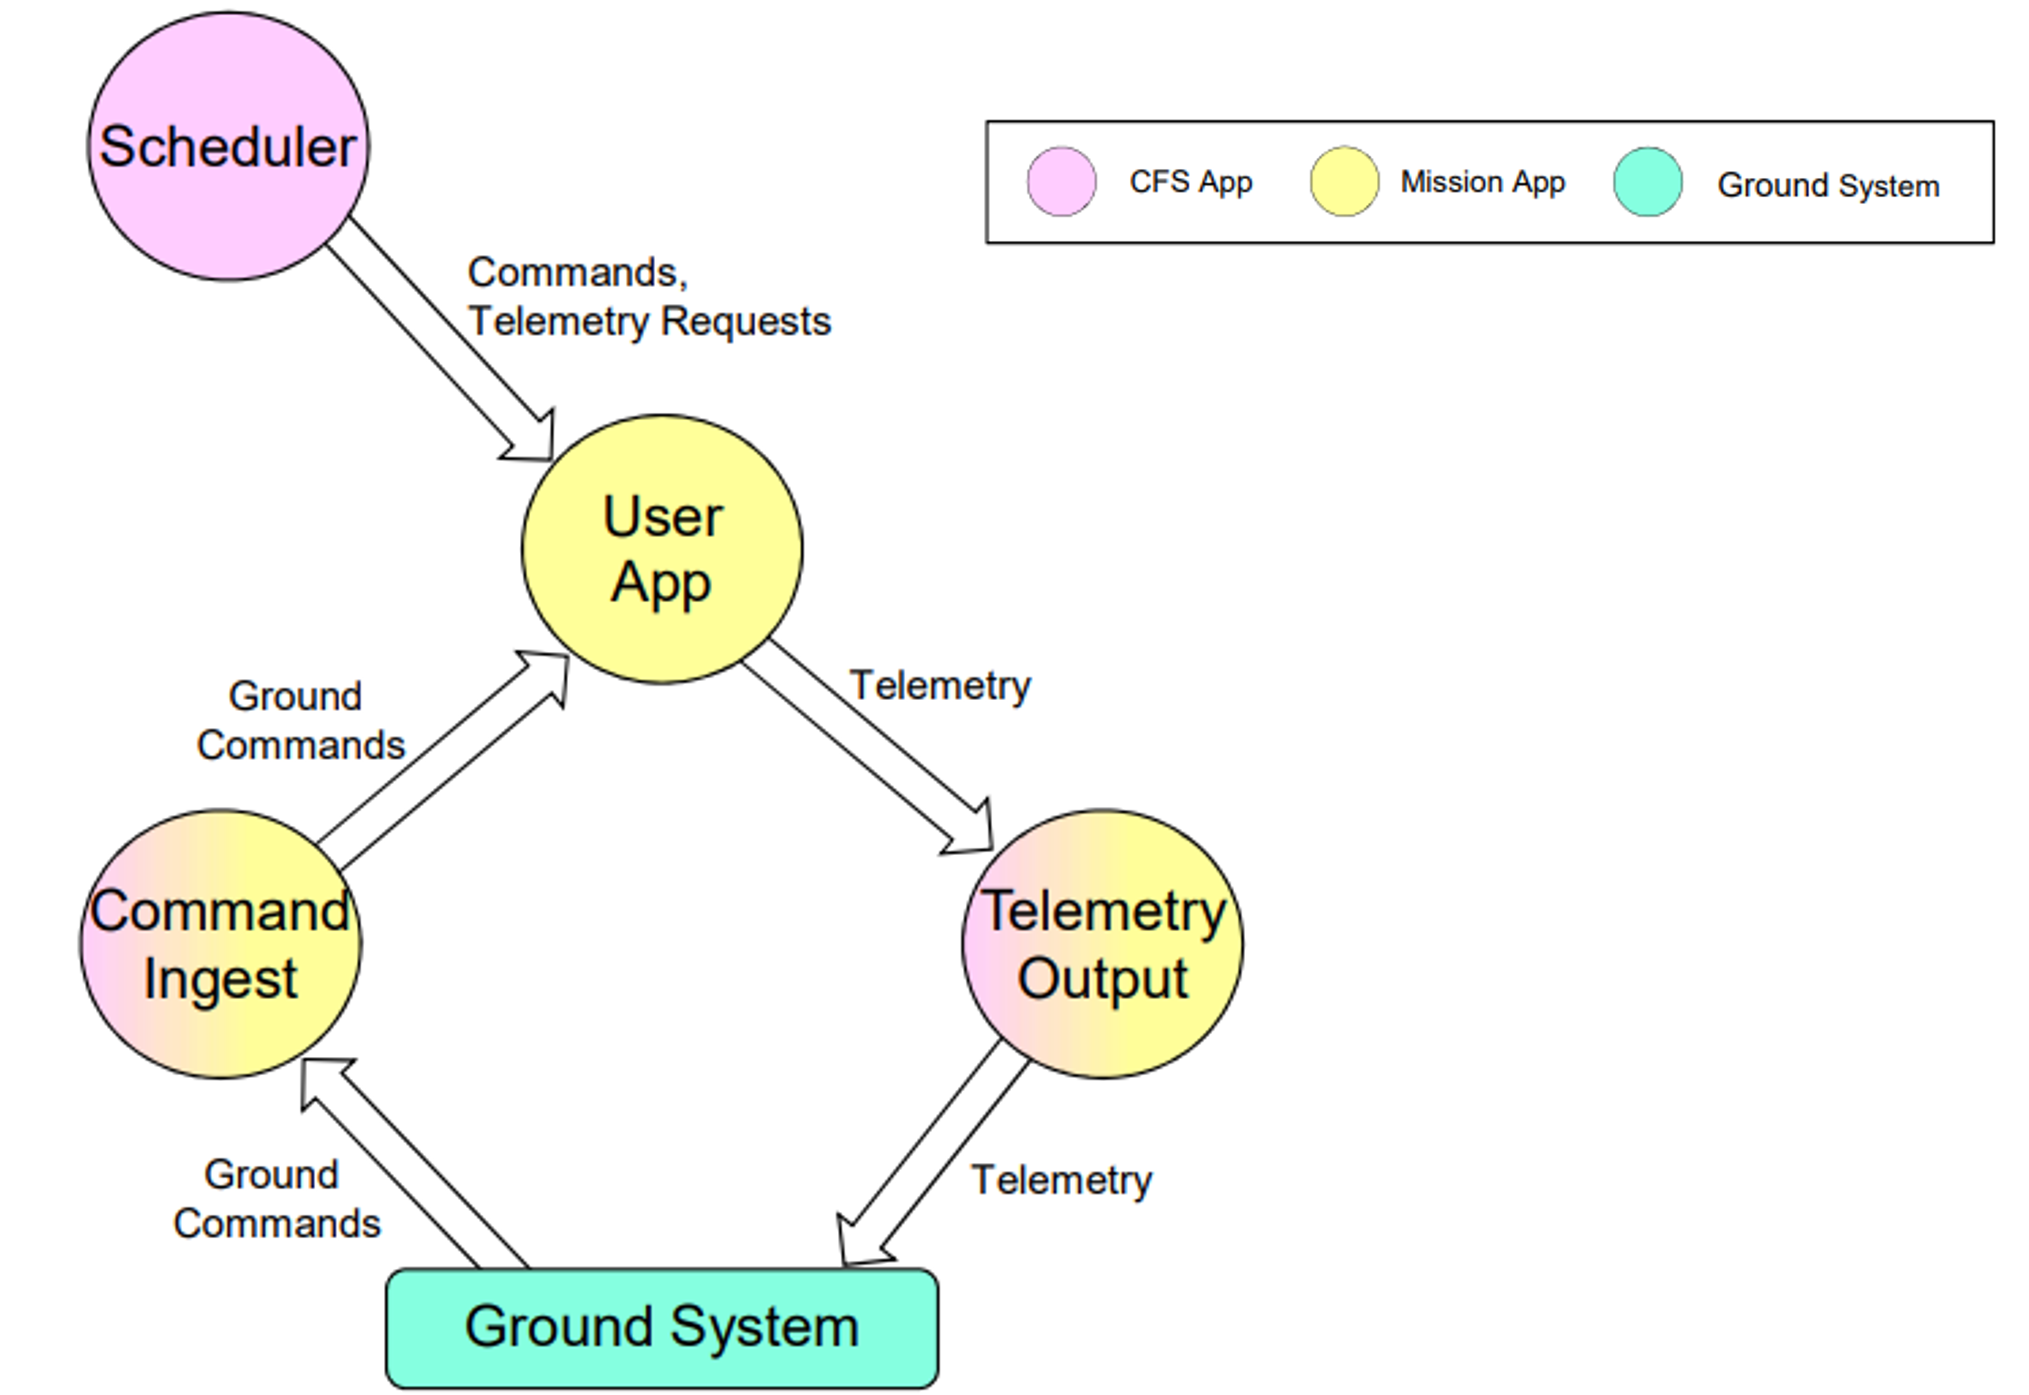 Scheduler
CFS App
Mission App
Ground System
Commands,
Telemetry Requests
User
App
Ground
Commands
Telemetry
Command
Ingest
Telemetry
Output
Ground
Commands
Telemetry
Ground System